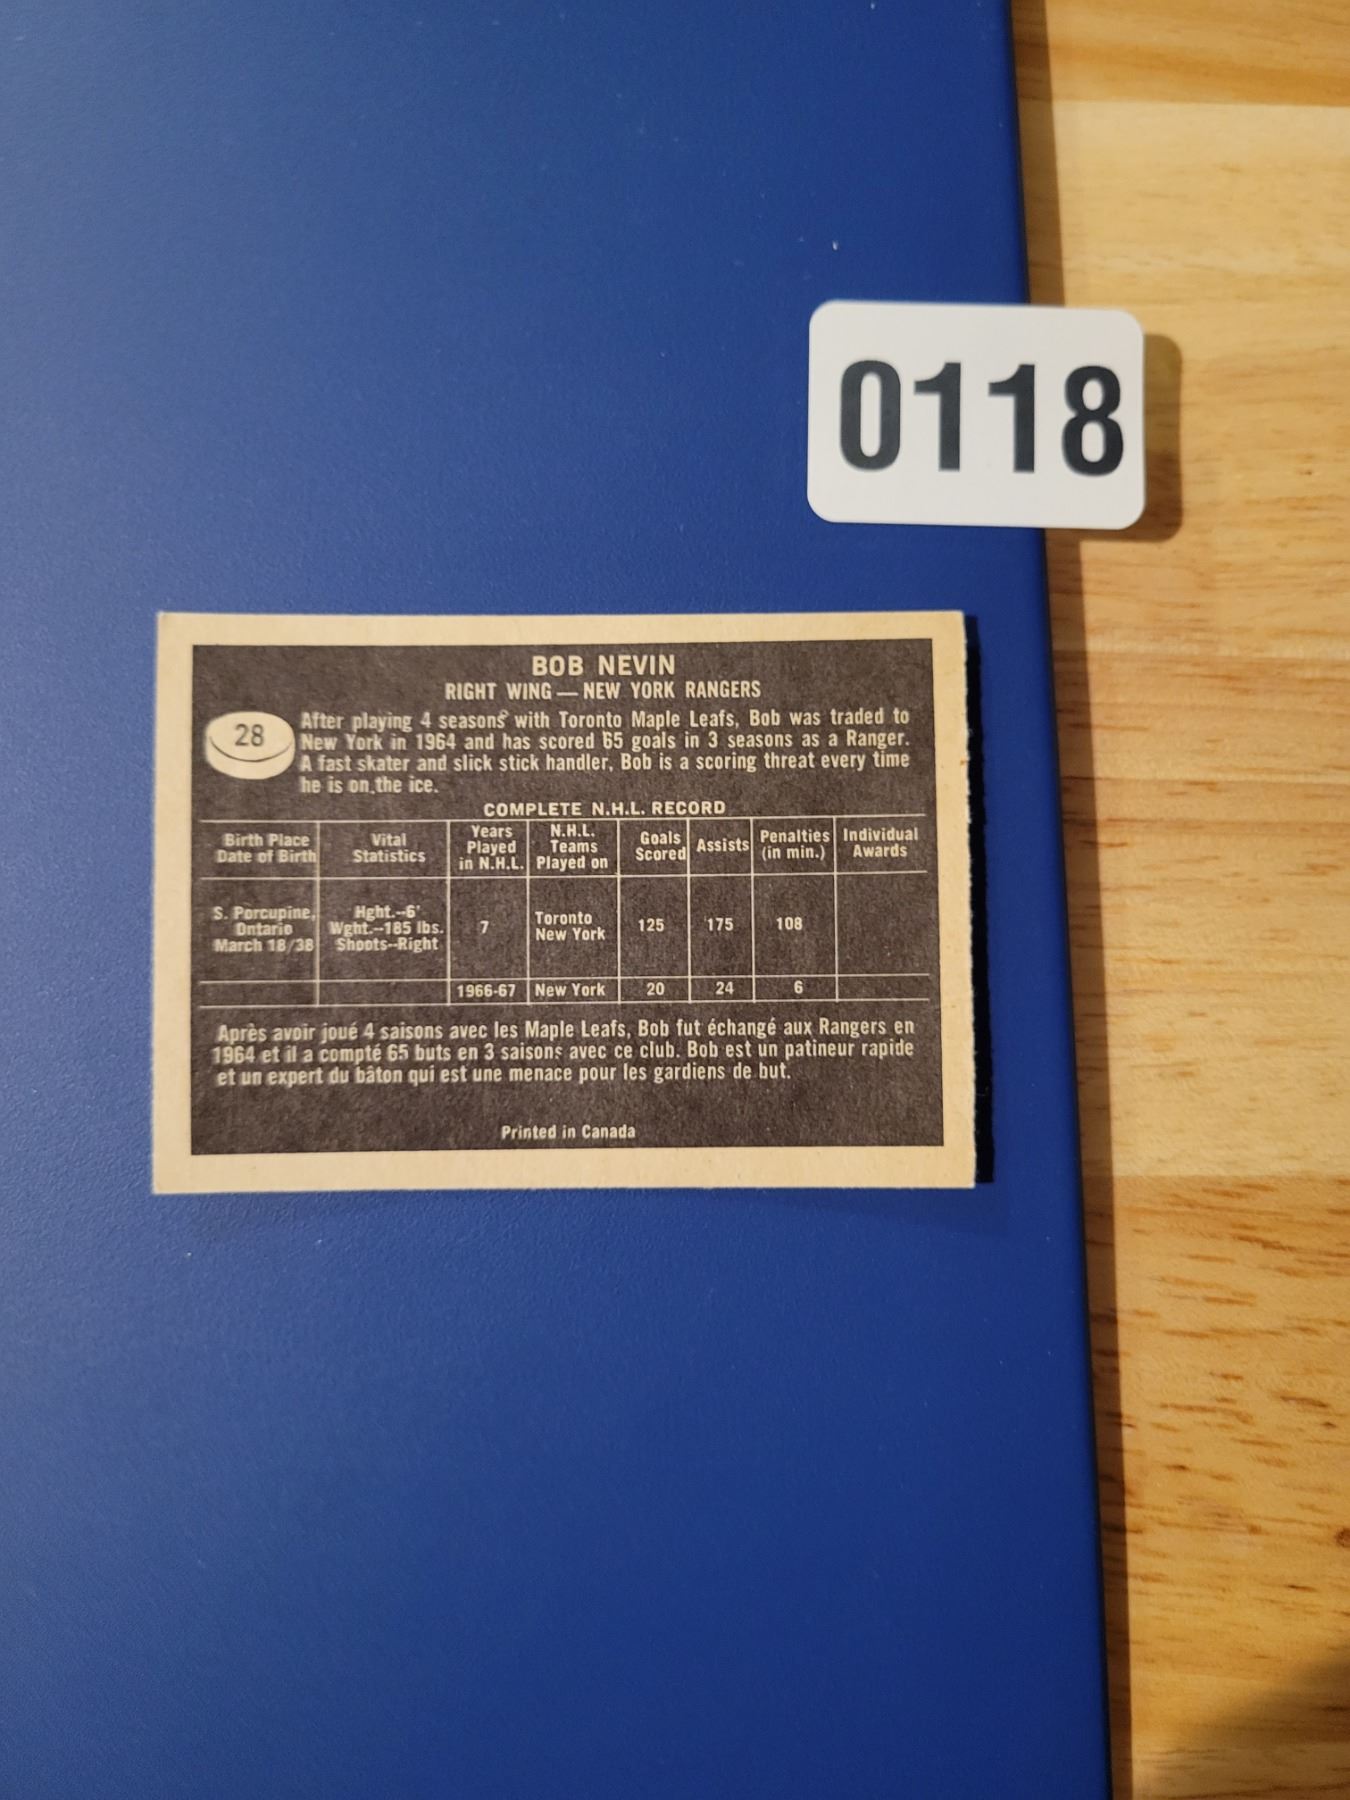 0118
BOB NEVIN
RIGHT WING — NEW YORK RANGERS
28
After playing 4 seasons with Toronto Maple Leafs, Bob was traded to
New York in 1964 and has scored 65 goals in 3 seasons as a Ranger.
A fast skater and slick stick handler, Bob is a scoring threat every time
he is on the ice.
COMPLETE N.H.L. RECORD
Birth Place
Date of Birth
Vital
Statistics
Years
Played
in N.H.L.
N.H.L.
Teams
Played on
Goals
Scored
Assists
Penalties
(in min.)
Individual
Awards
S. Porcupine,
Ontario
March 18/38
Hght.--6'
Wght.--185 lbs.
Shoots--Right
7
Toronto
New York
125
175
108
1966-67
New York
20
24
6
Après avoir joué 4 saisons avec les Maple Leafs, Bob fut échangé aux Rangers en
1964 et il a compté 65 buts en 3 saisons avec ce club. Bob est un patineur rapide
et un expert du bâton qui est une menace pour les gardiens de but.
Printed in Canada